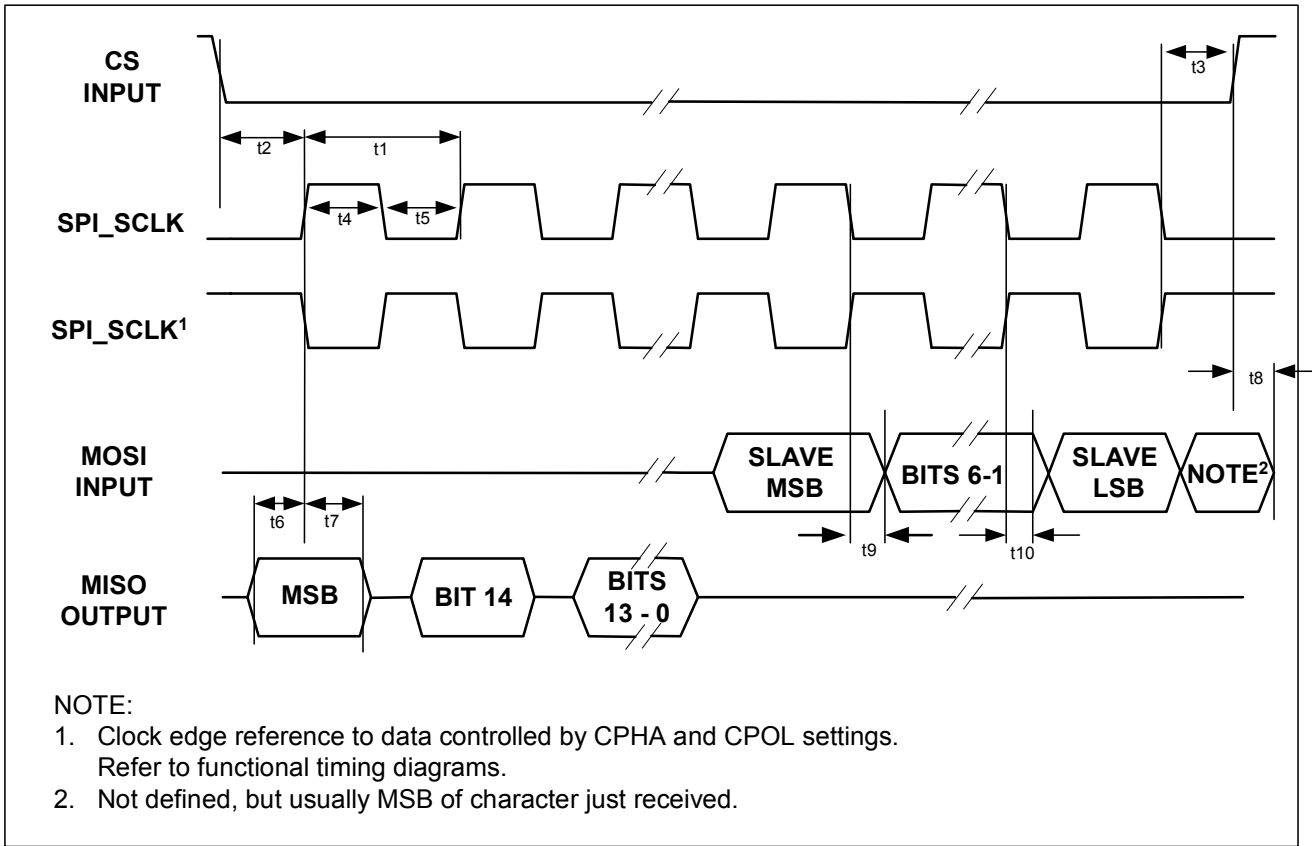 CS
INPUT
t3
t2
t1
SPI_SCLK
t4
t5
SPI_SCLK¹
t8
MOSI
INPUT
SLAVE
MSB
BITS 6-1
SLAVE
LSB
NOTE²
t6
t7
t9
t10
MISO
OUTPUT
MSB
BIT 14
BITS
13 - 0
NOTE:
1. Clock edge reference to data controlled by CPHA and CPOL settings.
Refer to functional timing diagrams.
2. Not defined, but usually MSB of character just received.